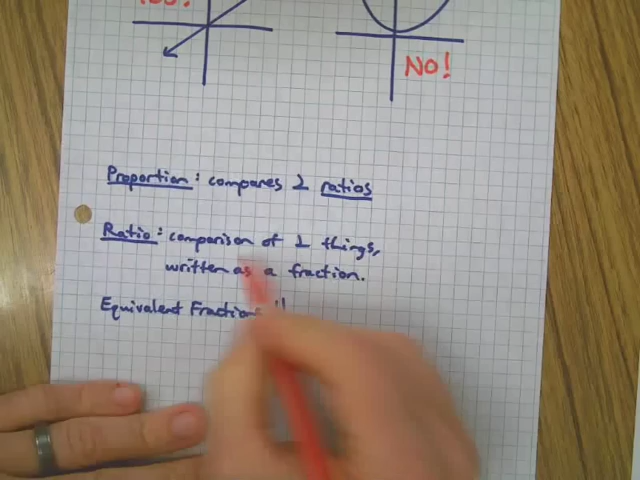 NO!
Proportion: compares 2 ratios
Ratio: comparison of 2 things,
written as a fraction.
Equivalent Fractions